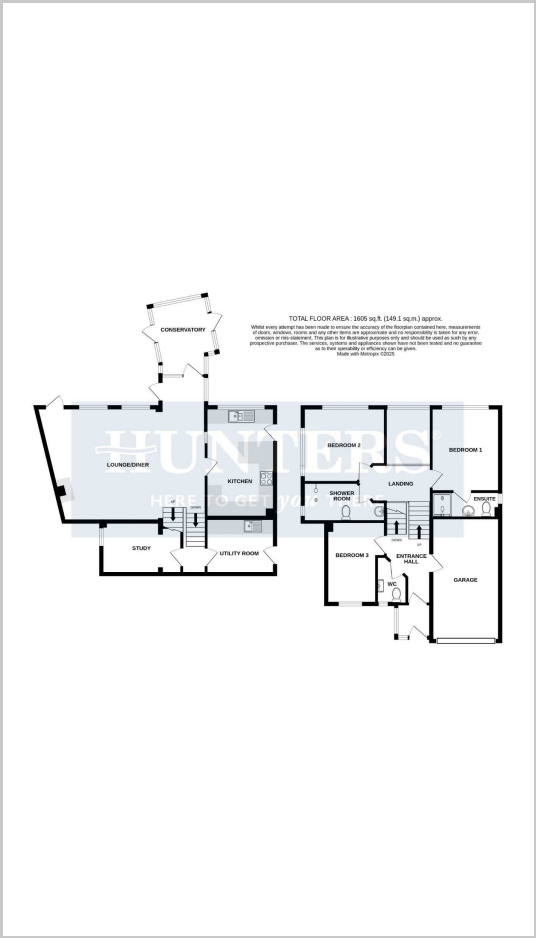 CONSERVATORY
TOTAL FLOOR AREA : 1605 sq.ft. (149.1 sq.m.) approx.
Whilst every attempt has been made to ensure the accuracy of the floorplan contained here, measurements
of doors, windows, rooms and any other items are approximate and no responsibility is taken for any error,
omission or mis-statement. This plan is for illustrative purposes only and should be used as such by any
prospective purchaser. The services, systems and appliances shown have not been tested and no guarantee
as to their operability or efficiency can be given.
Made with Metropix ©2025
HUNTERS®
HERE TO GET you THERE
LOUNGE/DINER
KITCHEN
UP
DOWN
STUDY
UTILITY ROOM
BEDROOM 2
BEDROOM 1
LANDING
SHOWER
ROOM
ENSUITE
DOWN
UP
BEDROOM 3
ENTRANCE
HALL
WC
GARAGE